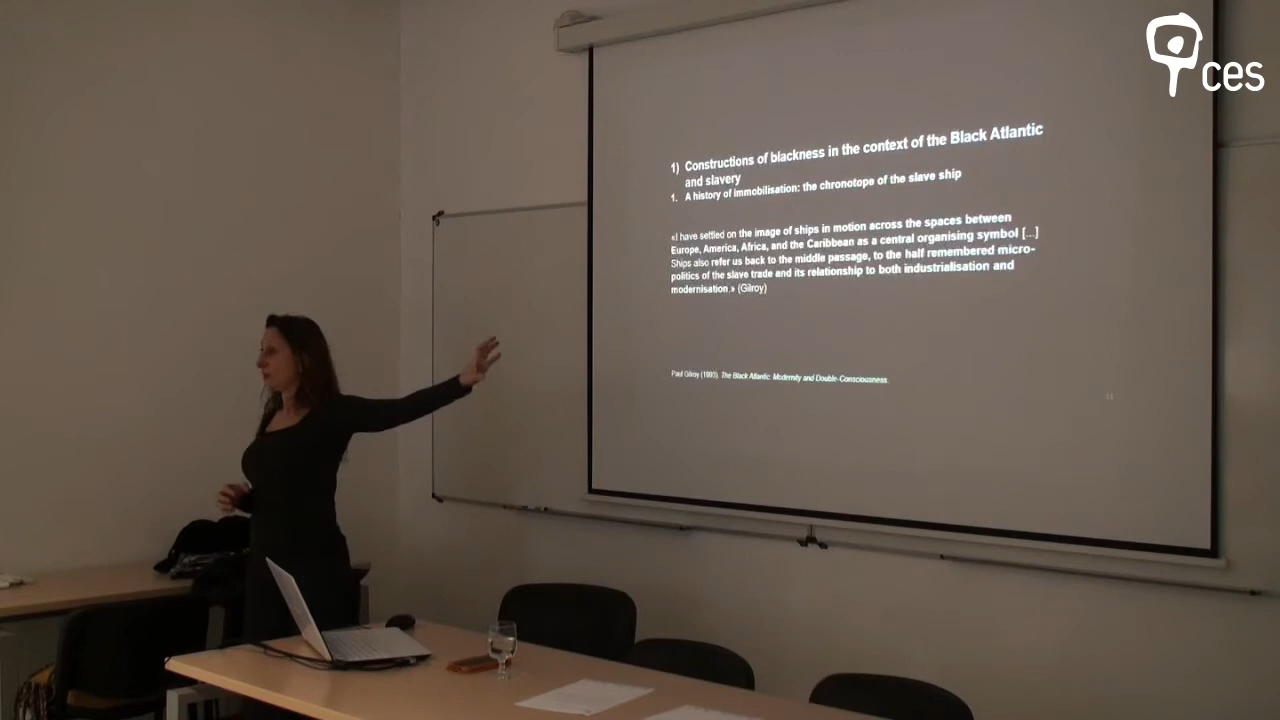 ces
1) Constructions of blackness in the context of the Black Atlantic
and slavery
1. A history of immobilisation: the chronotope of the slave ship
«I have settled on the image of ships in motion across the spaces between
Europe, America, Africa, and the Caribbean as a central organising symbol [...]
Ships also refer us back to the middle passage, to the half remembered micro-
politics of the slave trade and its relationship to both industrialisation and
modernisation.» (Gilroy)
Paul Gilroy (1993). The Black Atlantic: Modernity and Double-Consciousness.